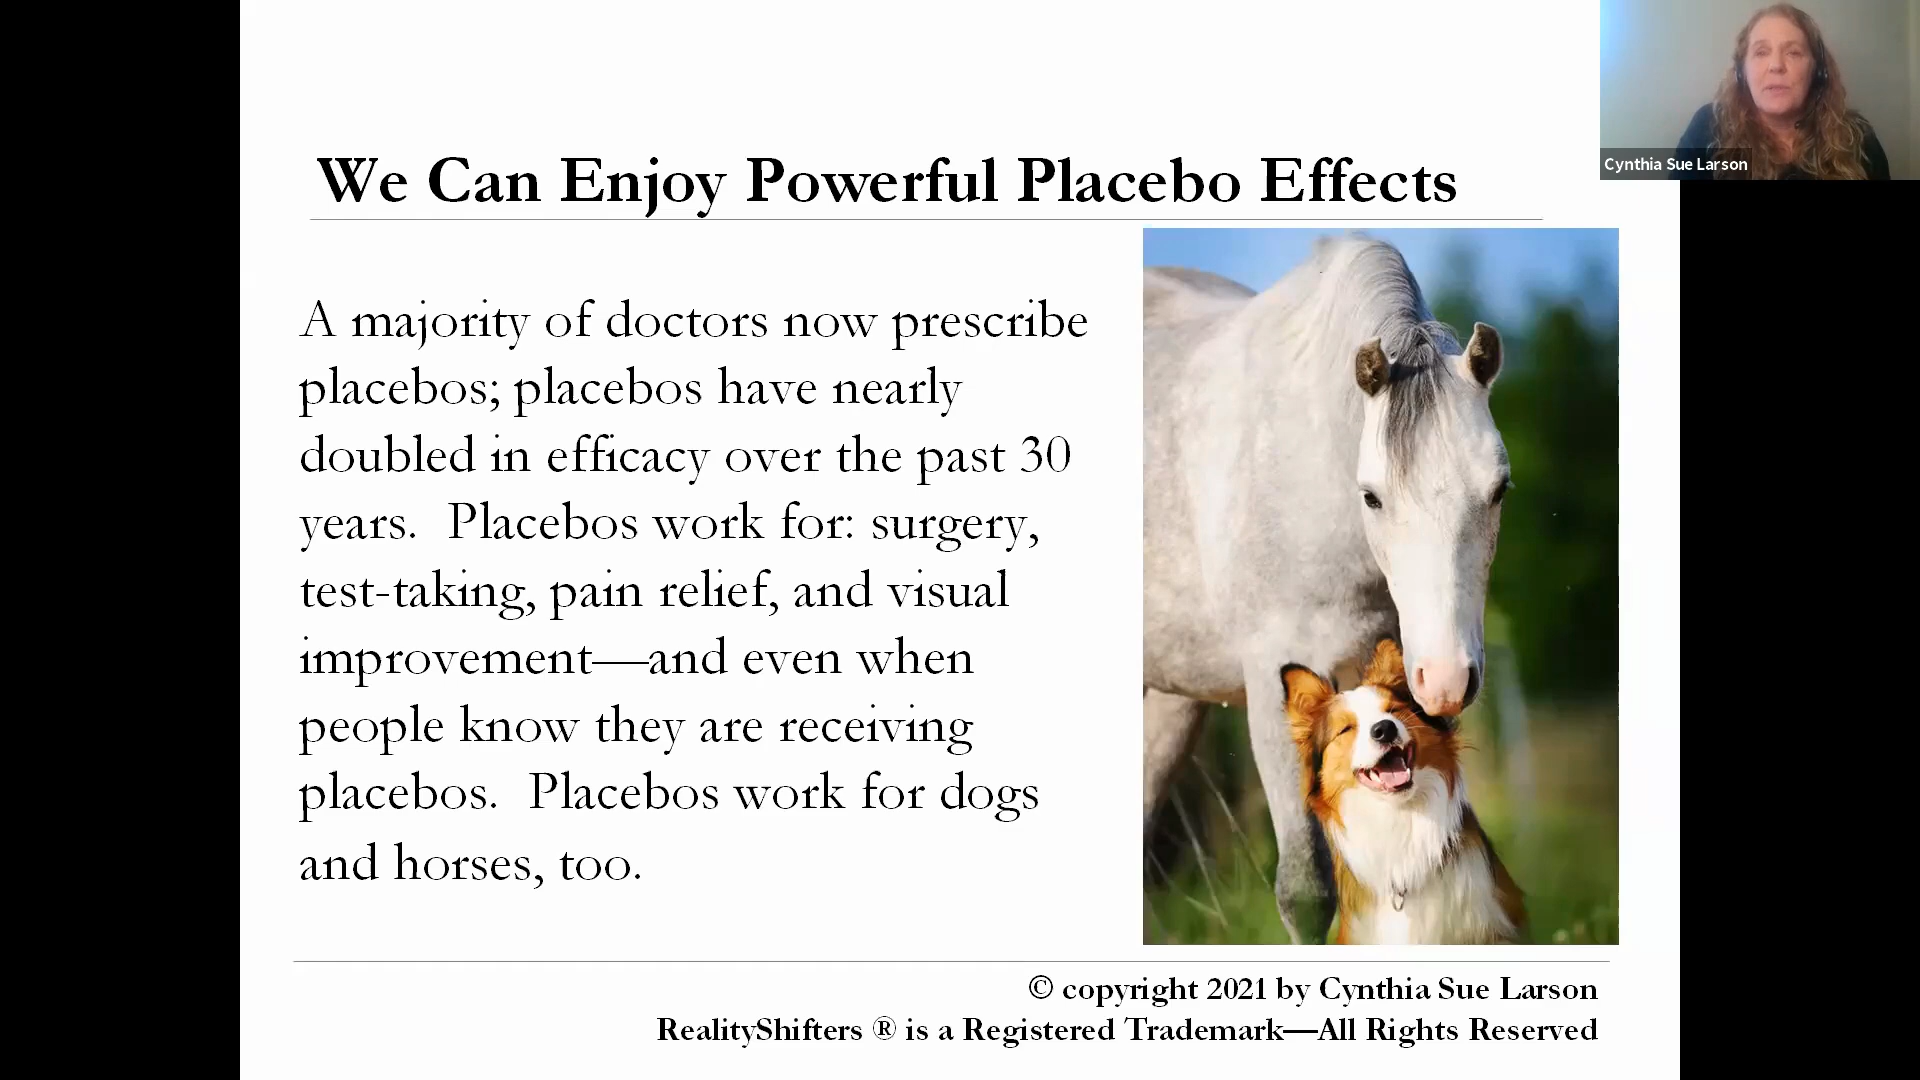 Cynthia Sue Larson
We Can Enjoy Powerful Placebo Effects
A majority of doctors now prescribe
placebos; placebos have nearly
doubled in efficacy over the past 30
years.  Placebos work for: surgery,
test-taking, pain relief, and visual
improvement—and even when
people know they are receiving
placebos.  Placebos work for dogs
and horses, too.
© copyright 2021 by Cynthia Sue Larson
RealityShifters ® is a Registered Trademark—All Rights Reserved